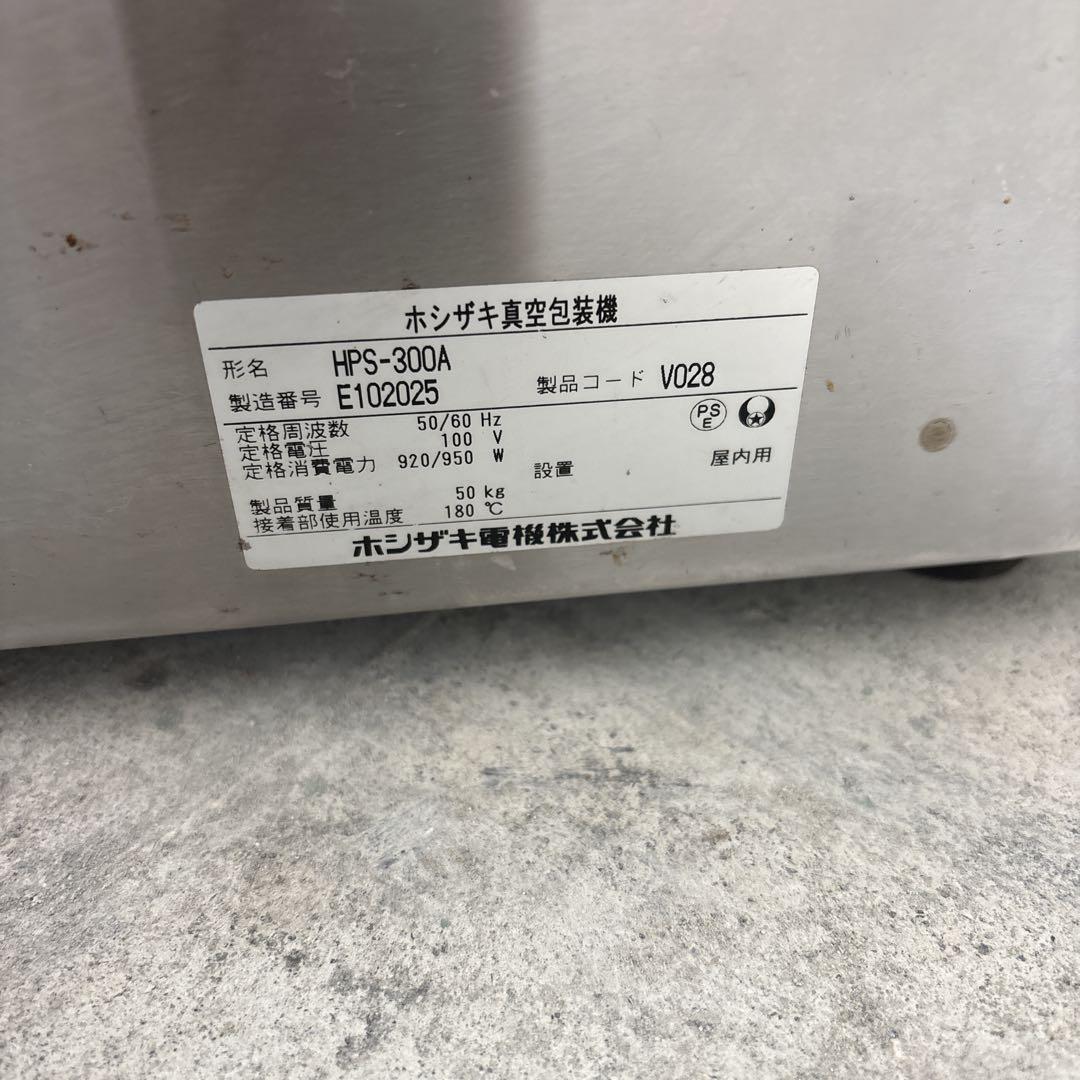 ホシザキ真空包装機
形名 HPS-300A
製造番号 E102025 製品コード V028
定格周波数 50/60 Hz
定格電圧 100 V
定格消費電力 920/950 W
PS E
設置 屋内用
製品質量 50 kg
接着部使用温度 180 ℃
ホシザキ電機株式会社